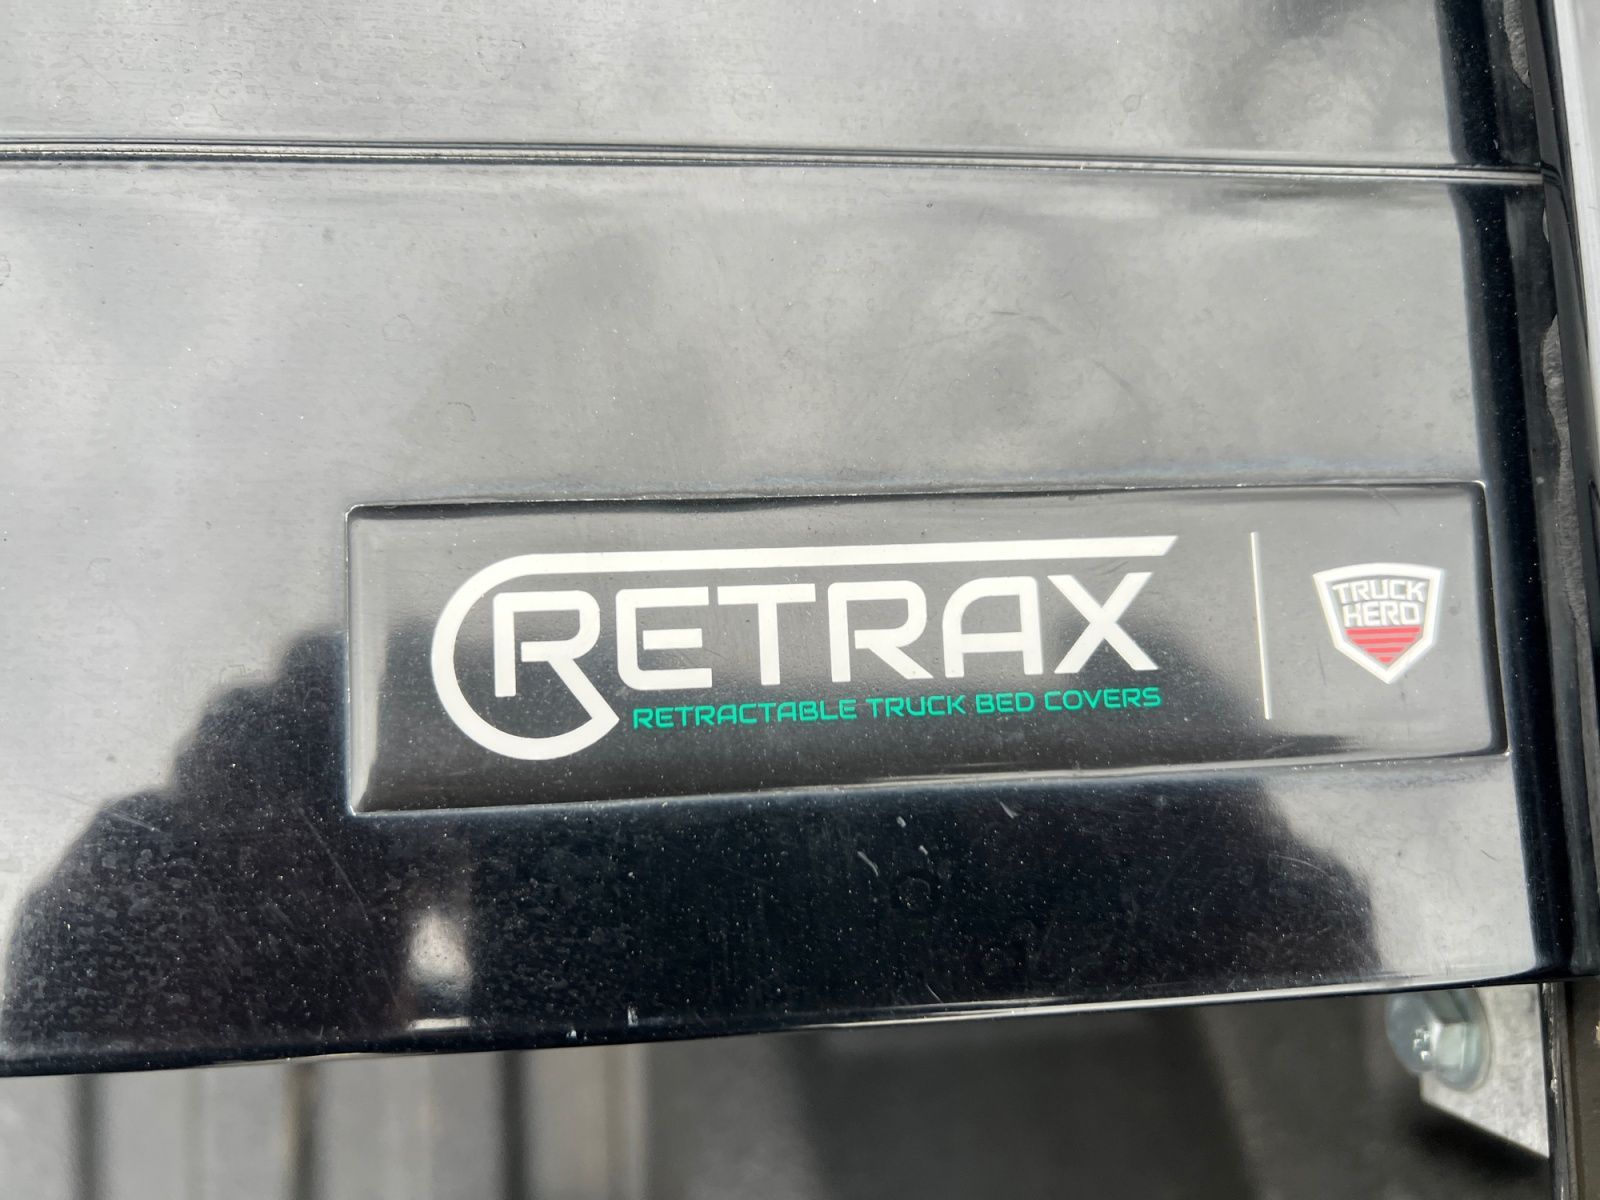 RETRAX
RETRACTABLE TRUCK BED COVERS
TRUCK
HERO